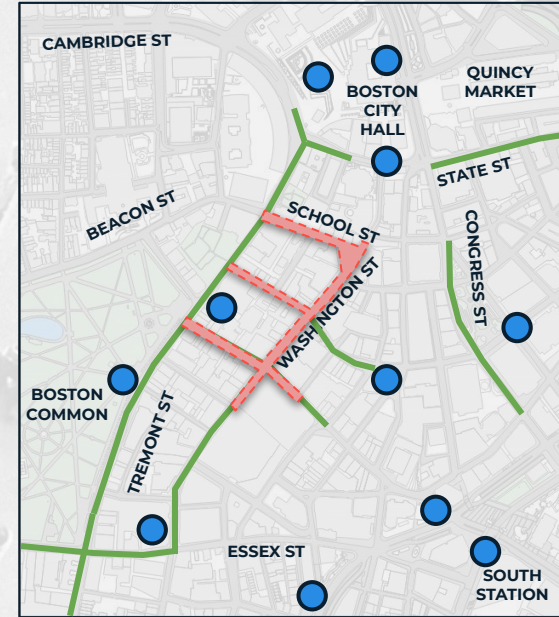 CAMBRIDGE ST
QUINCY
MARKET
BOSTON
CITY
HALL
STATE ST
BEACON ST
SCHOOL ST
CONGRESS ST
WASHINGTON ST
BOSTON
COMMON
TREMONT ST
ESSEX ST
SOUTH
STATION